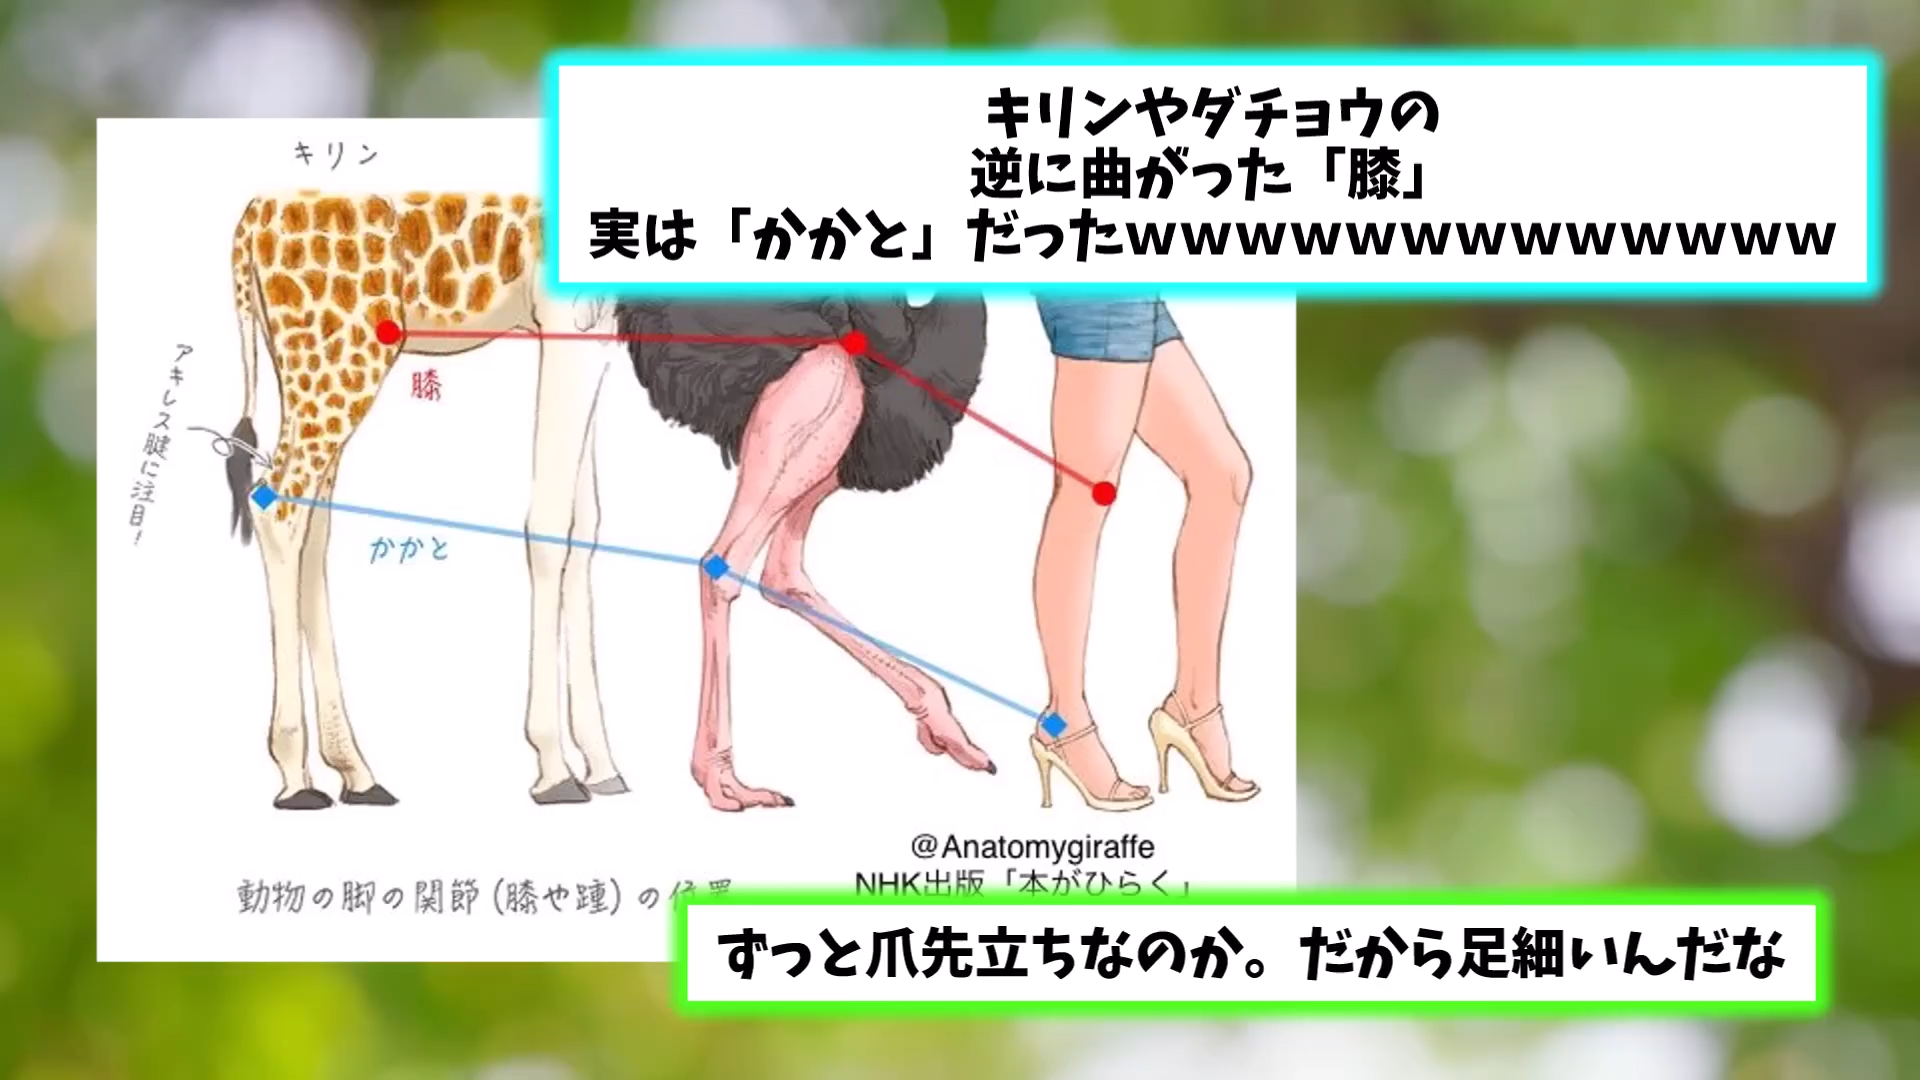 キリンやダチョウの
逆に曲がった「膝」
実は「かかと」だったwwwwwwwwwwwww
キリン
アキレス腱に注目！
膝
かかと
@Anatomygiraffe
NHK出版「本がひらく」
動物の脚の関節（膝や踵）の位置
ずっと爪先立ちなのか。だから足細いんだな